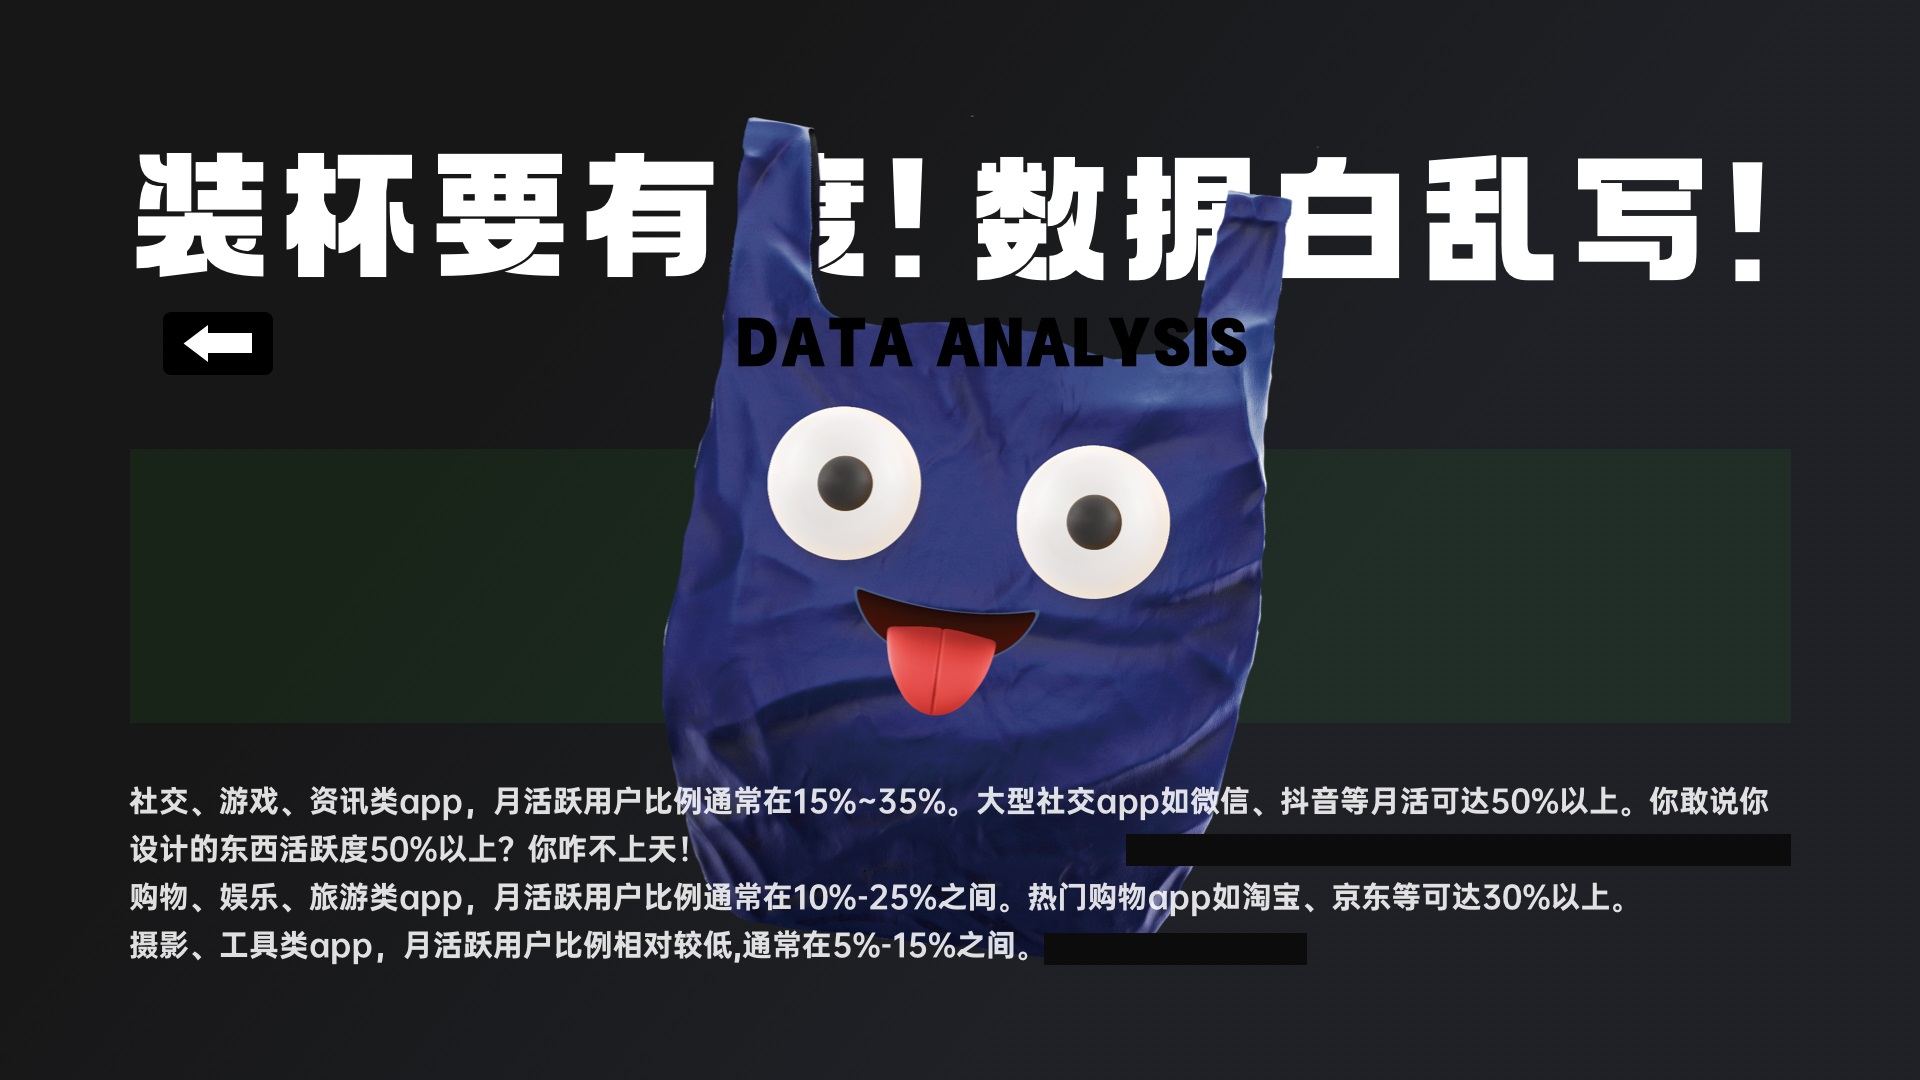 装杯要有度！数据白乱写！
DATA ANALYSIS
社交、游戏、资讯类app，月活跃用户比例通常在15%~35%。大型社交app如微信、抖音等月活可达50%以上。你敢说你
设计的东西活跃度50%以上？你咋不上天！
购物、娱乐、旅游类app，月活跃用户比例通常在10%-25%之间。热门购物app如淘宝、京东等可达30%以上。
摄影、工具类app，月活跃用户比例相对较低,通常在5%-15%之间。